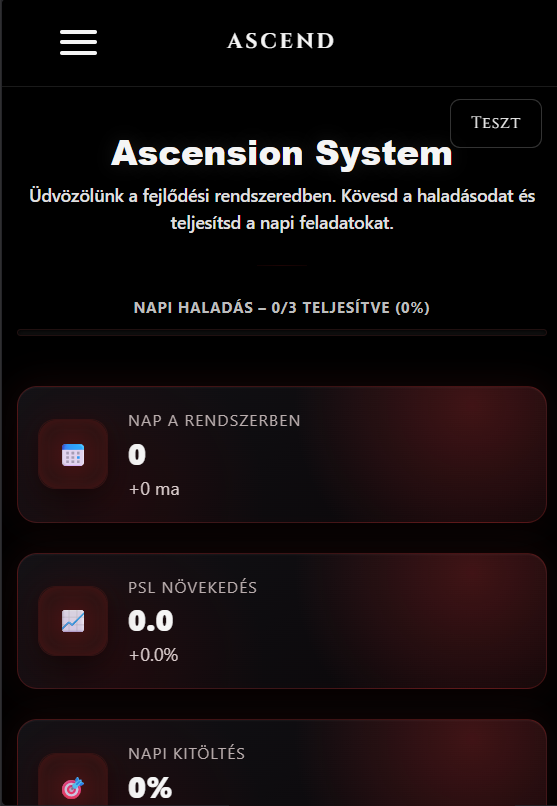 ASCEND
Teszt
Ascension System
Üdvözölünk a fejlődési rendszeredben. Kövesd a haladásodat és
teljesítsd a napi feladatokat.
NAPI HALADÁS – 0/3 TELJESÍTVE (0%)
NAP A RENDSZERBEN
0
+0 ma
PSL NÖVEKEDÉS
0.0
+0.0%
NAPI KITÖLTÉS
0%